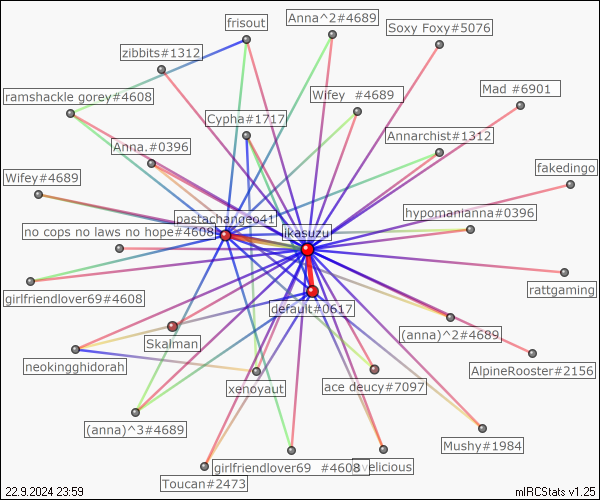 frisout
Anna^2#4689
Soxy Foxy#5076
zibbits#1312
ramshackle gorey#4608
Wifey #4689
Mad #6901
Cypha#1717
Annarchist#1312
Anna.#0396
Wifey#4689
fakedingo
pastachangeo41
hypomanianna#0396
no cops no laws no hope#4608
ikasuzu
girlfriendlover69#4608
rattgaming
default#0617
(anna)^2#4689
Skalman
neokingghidorah
AlpineRooster#2156
xenoyaut
ace deucy#7097
(anna)^3#4689
Mushy#1984
girlfriendlover69 #4608
velicious
Toucan#2473
22.9.2024 23:59
mIRCStats v1.25